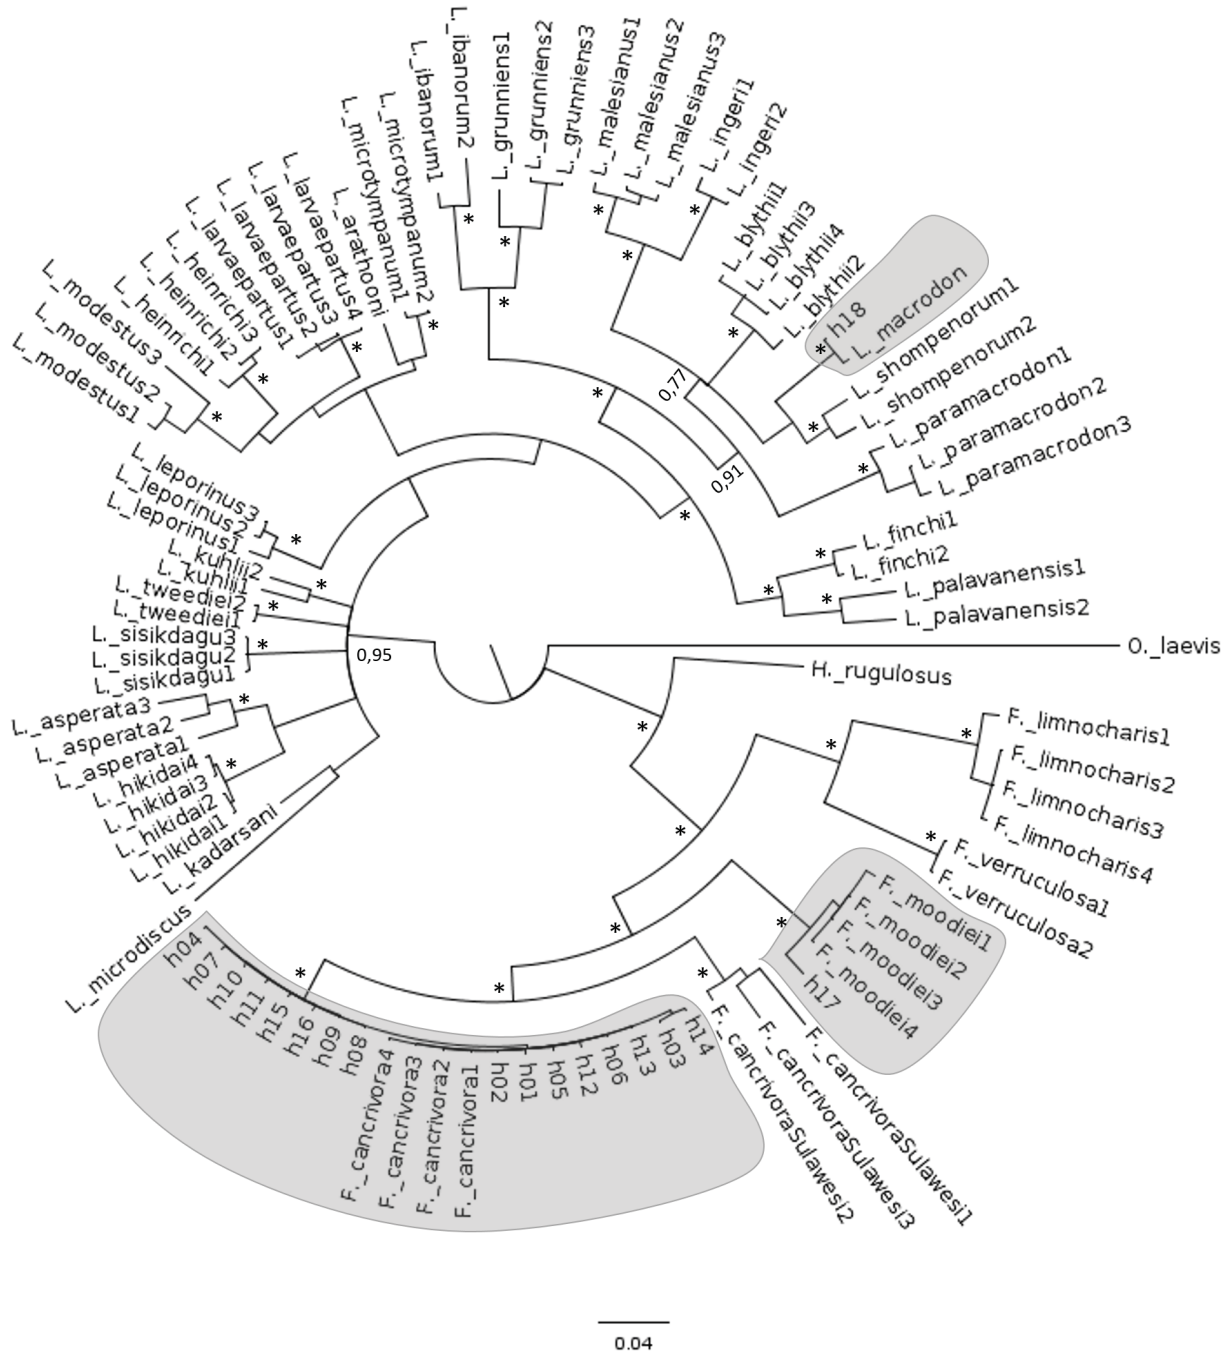 L._ibanorum1
L._ibanorum2
L._grunniens1
L._grunniens2
L._grunniens3
L._malesianus1
L._malesianus2
L._malesianus3
L._ingeri1
L._ingeri2
L._blythii1
L._blythii3
L._blythii4
L._blythii2
h18
L._macrodon
L._shompenorum1
L._shompenorum2
L._paramacrodon1
L._paramacrodon2
L._paramacrodon3
L._finchi1
L._finchi2
L._palavanensis1
L._palavanensis2
O._laevis
H._rugulosus
F._limnocharis1
F._limnocharis2
F._limnocharis3
F._limnocharis4
F._verruculosa1
F._verruculosa2
F._moodiei1
F._moodiei2
F._moodiei3
F._moodiei4
h17
F._cancrivoraSulawesi1
F._cancrivoraSulawesi3
F._cancrivoraSulawesi2
h14
h03
h13
h06
h12
h05
h01
h02
F._cancrivora1
F._cancrivora2
F._cancrivora3
F._cancrivora4
h08
h09
h16
h15
h11
h10
h07
h04
L._microdiscus
L._kadarsani
L._hikidai1
L._hikidai2
L._hikidai3
L._hikidai4
L._asperata1
L._asperata2
L._asperata3
L._sisikdagu1
L._sisikdagu2
L._sisikdagu3
L._tweediei1
L._tweediei2
L._kuhlii1
L._kuhlii2
L._leporinus1
L._leporinus2
L._leporinus3
L._modestus1
L._modestus2
L._modestus3
L._heinrichi1
L._heinrichi2
L._heinrichi3
L._larvaepartus1
L._larvaepartus2
L._larvaepartus3
L._larvaepartus4
L._arathooni
L._microtympanum1
L._microtympanum2
0,77
0,91
0,95
0.04